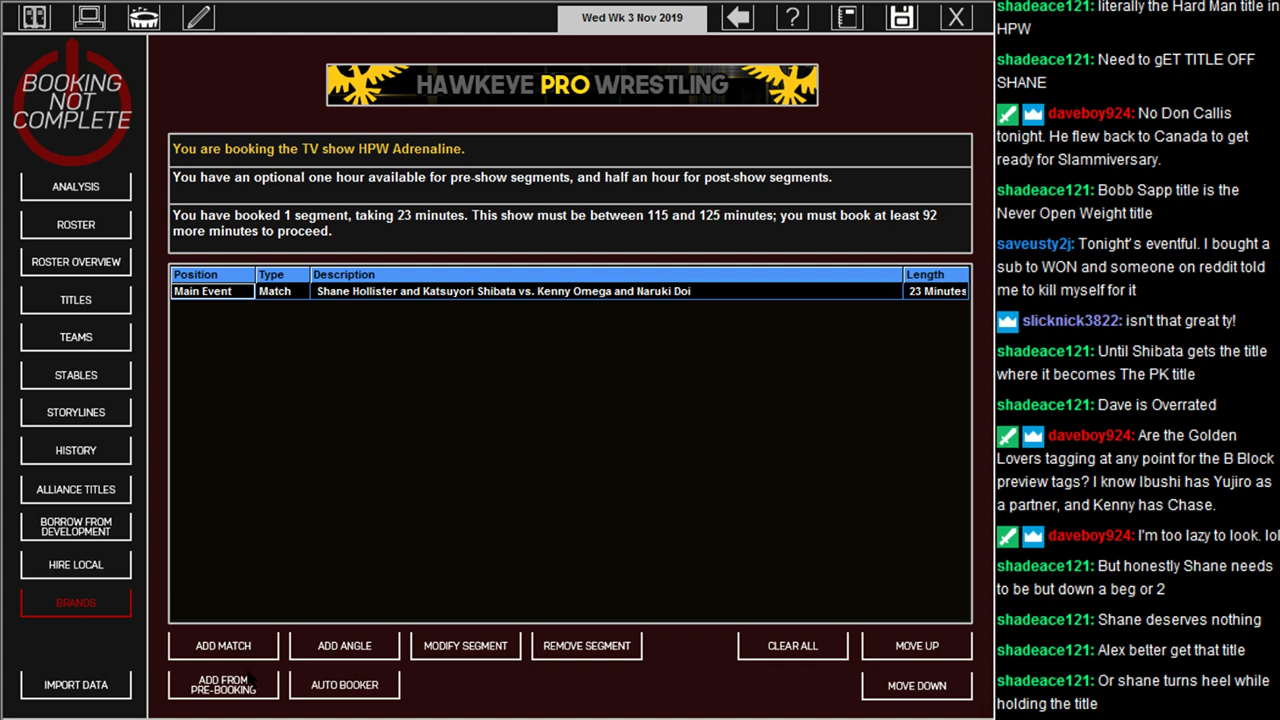 Wed Wk 3 Nov 2019
?
X
BOOKING
NOT
COMPLETE
ANALYSIS
ROSTER
ROSTER OVERVIEW
TITLES
TEAMS
STABLES
STORYLINES
HISTORY
ALLIANCE TITLES
BORROW FROM
DEVELOPMENT
HIRE LOCAL
BRANDS
IMPORT DATA
HAWKEYE PRO WRESTLING
You are booking the TV show HPW Adrenaline.
You have an optional one hour available for pre-show segments, and half an hour for post-show segments.
You have booked 1 segment, taking 23 minutes. This show must be between 115 and 125 minutes; you must book at least 92
more minutes to proceed.
Position Type Description Length
Main Event Match Shane Hollister and Katsuyori Shibata vs. Kenny Omega and Naruki Doi 23 Minutes
ADD MATCH
ADD ANGLE
MODIFY SEGMENT
REMOVE SEGMENT
CLEAR ALL
MOVE UP
ADD FROM
PRE-BOOKING
AUTO BOOKER
MOVE DOWN
shadeace121: literally the Hard Man title in
HPW
shadeace121: Need to gET TITLE OFF
SHANE
daveboy924: No Don Callis
tonight. He flew back to Canada to get
ready for Slammiversary.
shadeace121: Bobb Sapp title is the
Never Open Weight title
saveusty2j: Tonight's eventful. I bought a
sub to WON and someone on reddit told
me to kill myself for it
slicknick3822: isn't that great ty!
shadeace121: Until Shibata gets the title
where it becomes The PK title
shadeace121: Dave is Overrated
daveboy924: Are the Golden
Lovers tagging at any point for the B Block
preview tags? I know Ibushi has Yujiro as
a partner, and Kenny has Chase.
daveboy924: I'm too lazy to look. lol
shadeace121: But honestly Shane needs
to be but down a beg or 2
shadeace121: Shane deserves nothing
shadeace121: Alex better get that title
shadeace121: Or shane turns heel while
holding the title